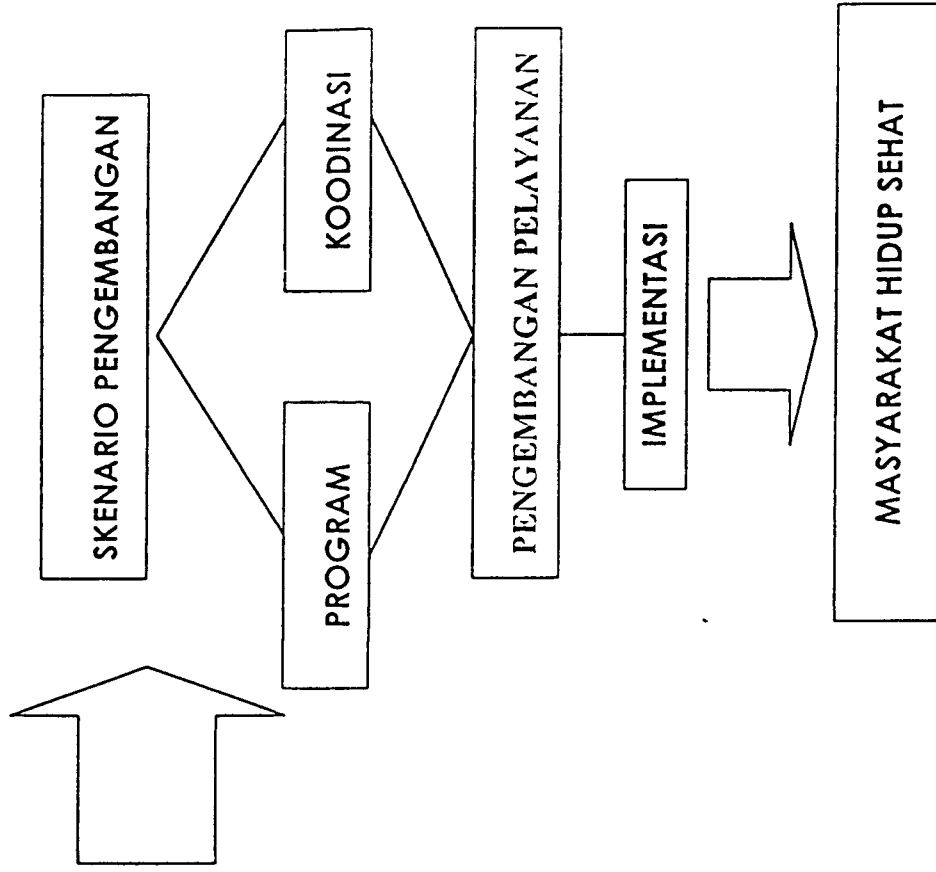 SKENARIO PENGEMBANGAN
PROGRAM
KOODINASI
PENGEMBANGAN PELAYANAN
IMPLEMENTASI
MASYARAKAT HIDUP SEHAT